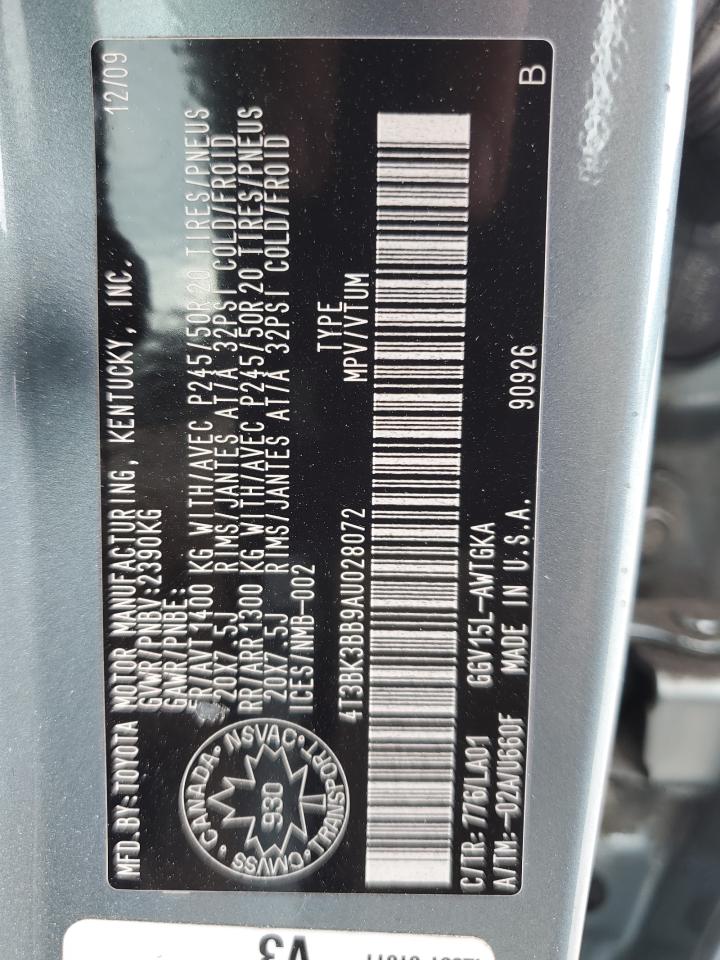 MFD. BY: TOYOTA MOTOR MANUFACTURING, KENTUCKY, INC. 12/09
GVWR/PNBV: 2390KG
GAWR/PNBE:
FR/AVT 1400 KG WITH/AVEC P245/50R20 TIRES/PNEUS
20X7.5J RIMS/JANTES AT/A 32PSI COLD/FROID
RR/ARR 1300 KG WITH/AVEC P245/50R20 TIRES/PNEUS
20X7.5J RIMS/JANTES AT/A 32PSI COLD/FROID
ICES/NMB-002
CANADA • NSVAC • TRANSPORT • CMVSS •
930
TYPE
4T3BK3BB9AU028072 MPV/VTUM
C/TR: 776/LA01 GGV15L-AWTGKA
A/TM: -02A/U660F MADE IN U.S.A. 90926 B
V3